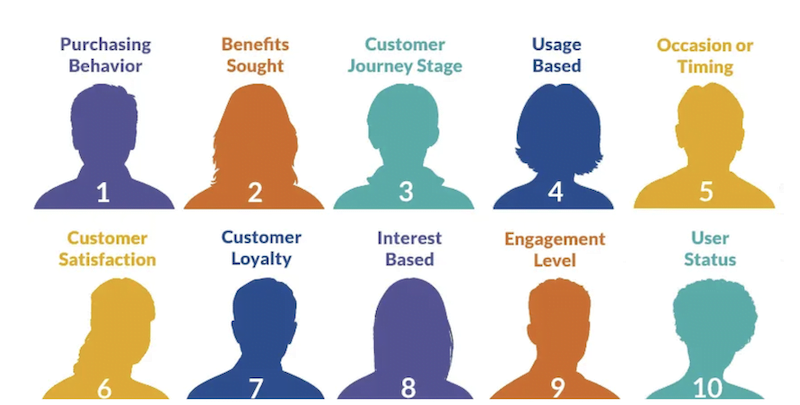 Purchasing
Behavior
Benefits
Sought
Customer
Journey Stage
Usage
Based
Occasion or
Timing
1
2
3
4
5
Customer
Satisfaction
Customer
Loyalty
Interest
Based
Engagement
Level
User
Status
6
7
8
9
10